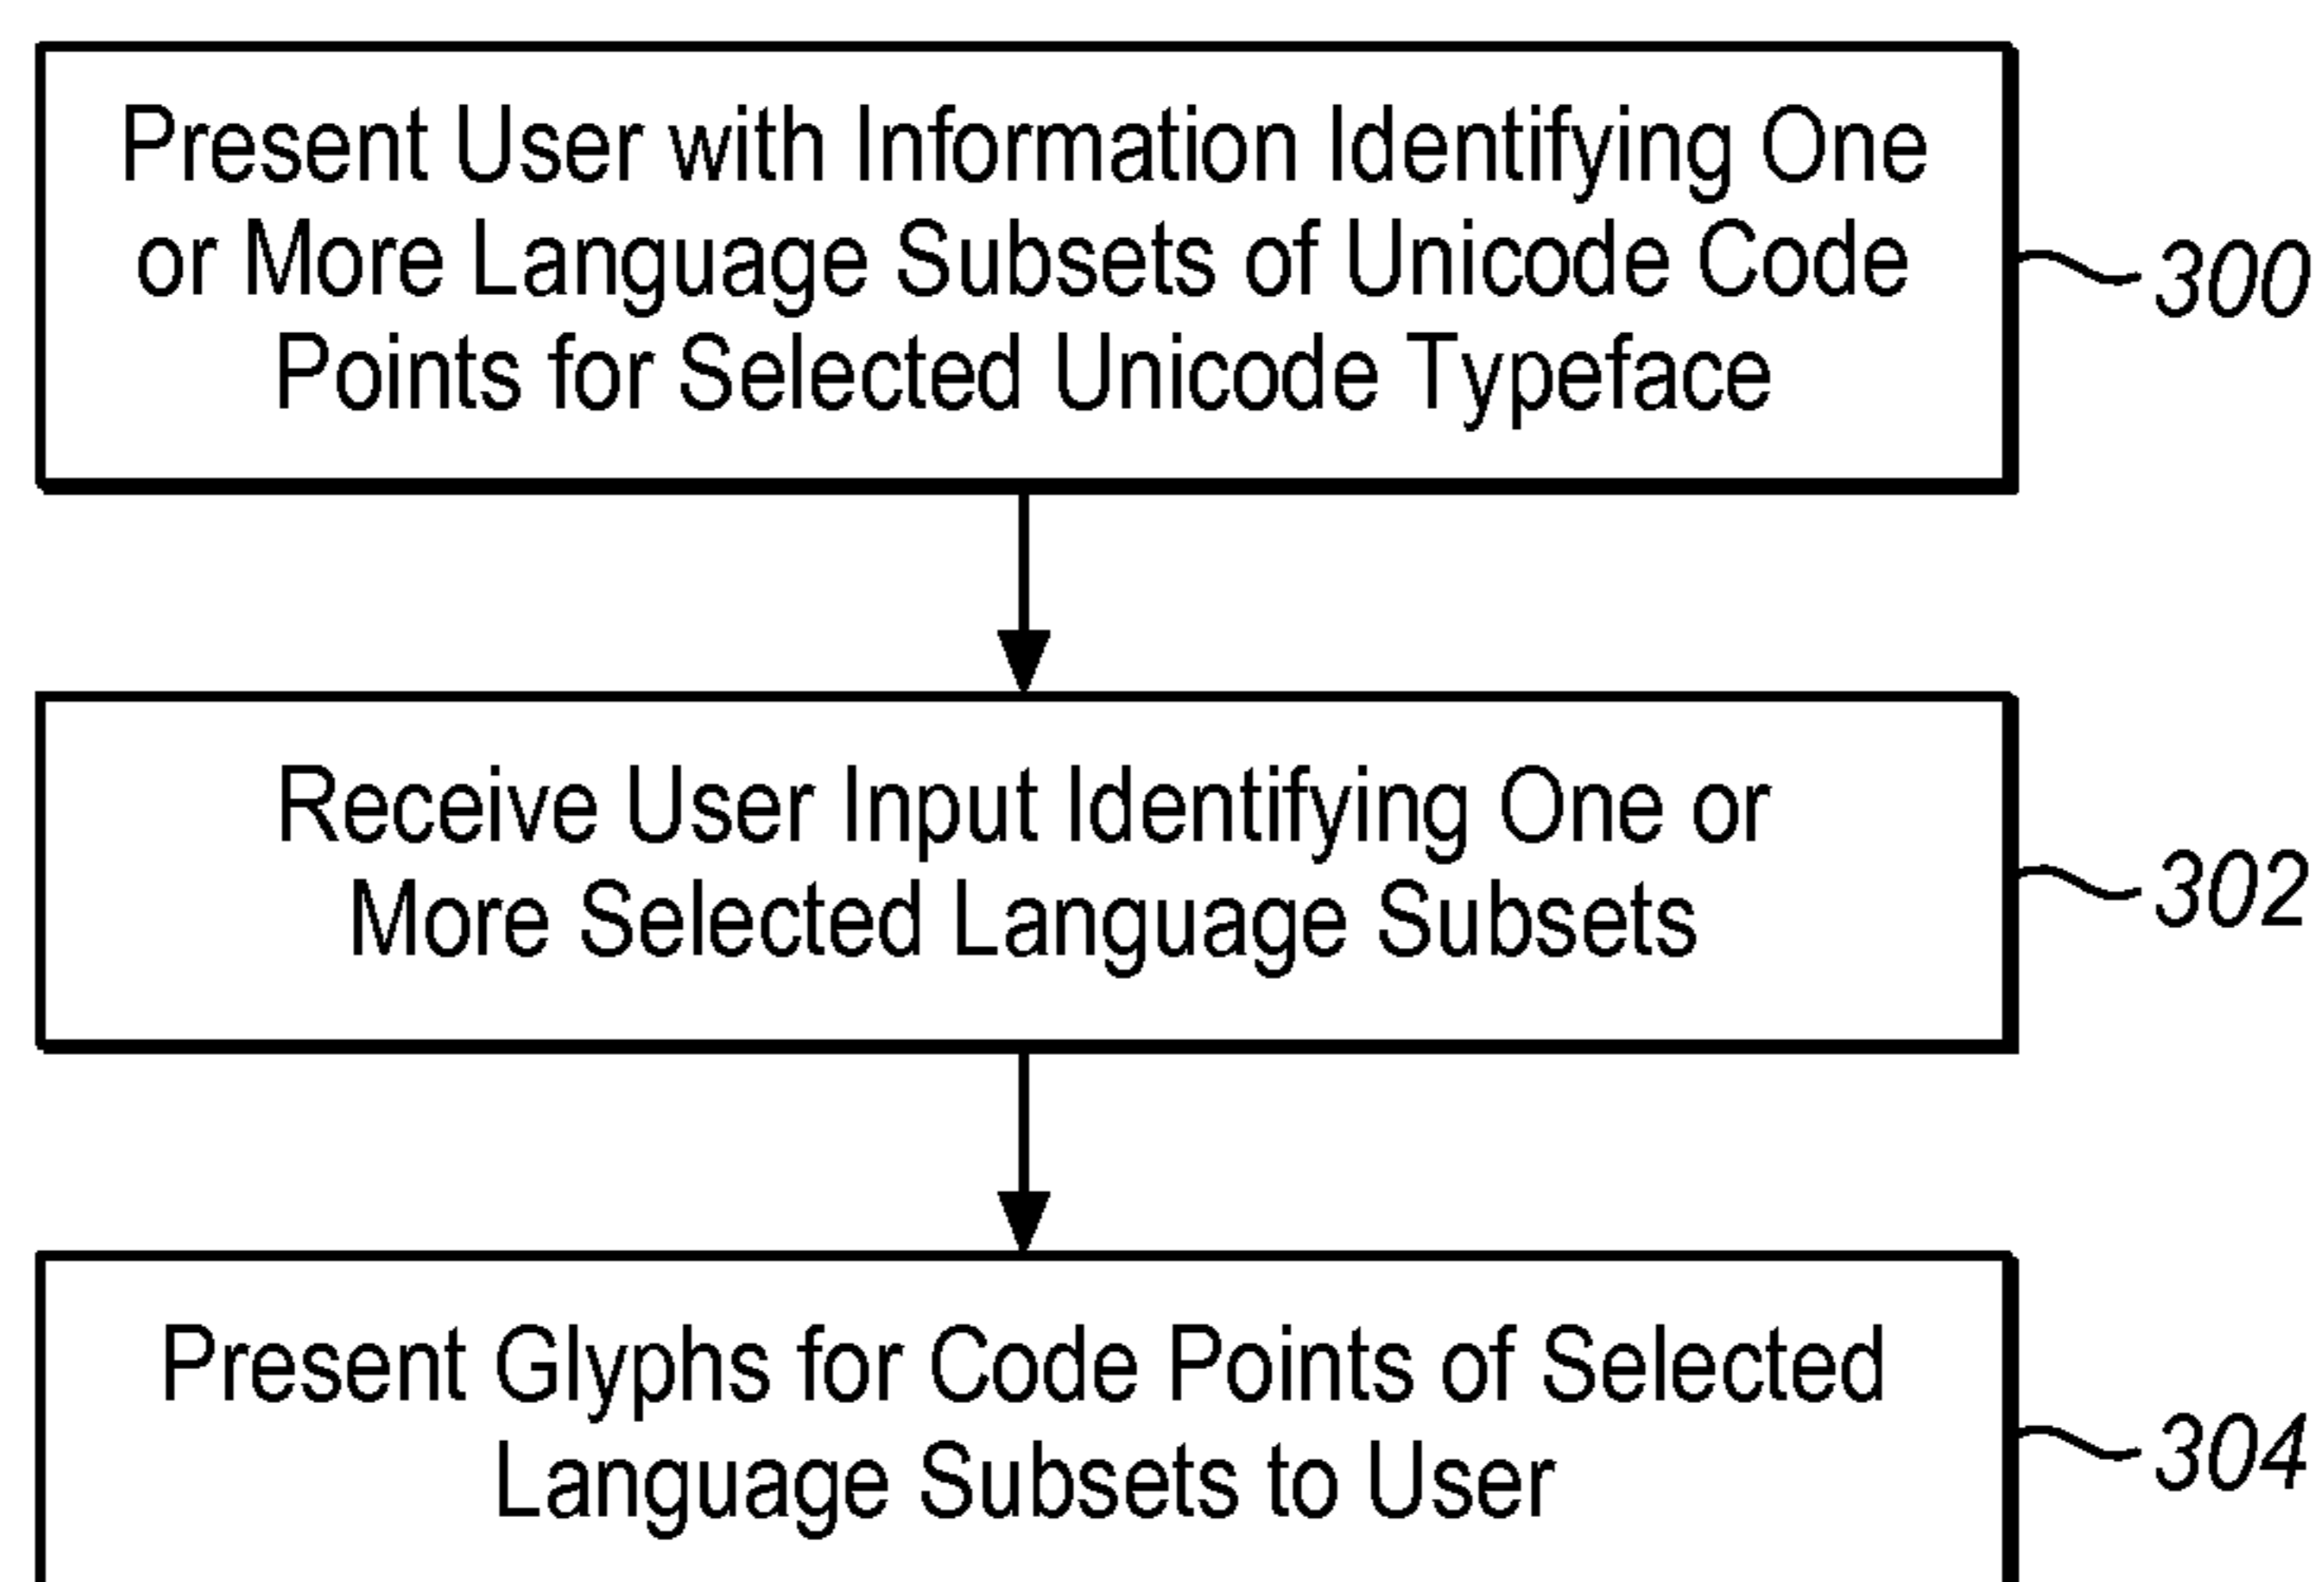 Present User with Information Identifying One
or More Language Subsets of Unicode Code
Points for Selected Unicode Typeface
300
Receive User Input Identifying One or
More Selected Language Subsets
302
Present Glyphs for Code Points of Selected
Language Subsets to User
304